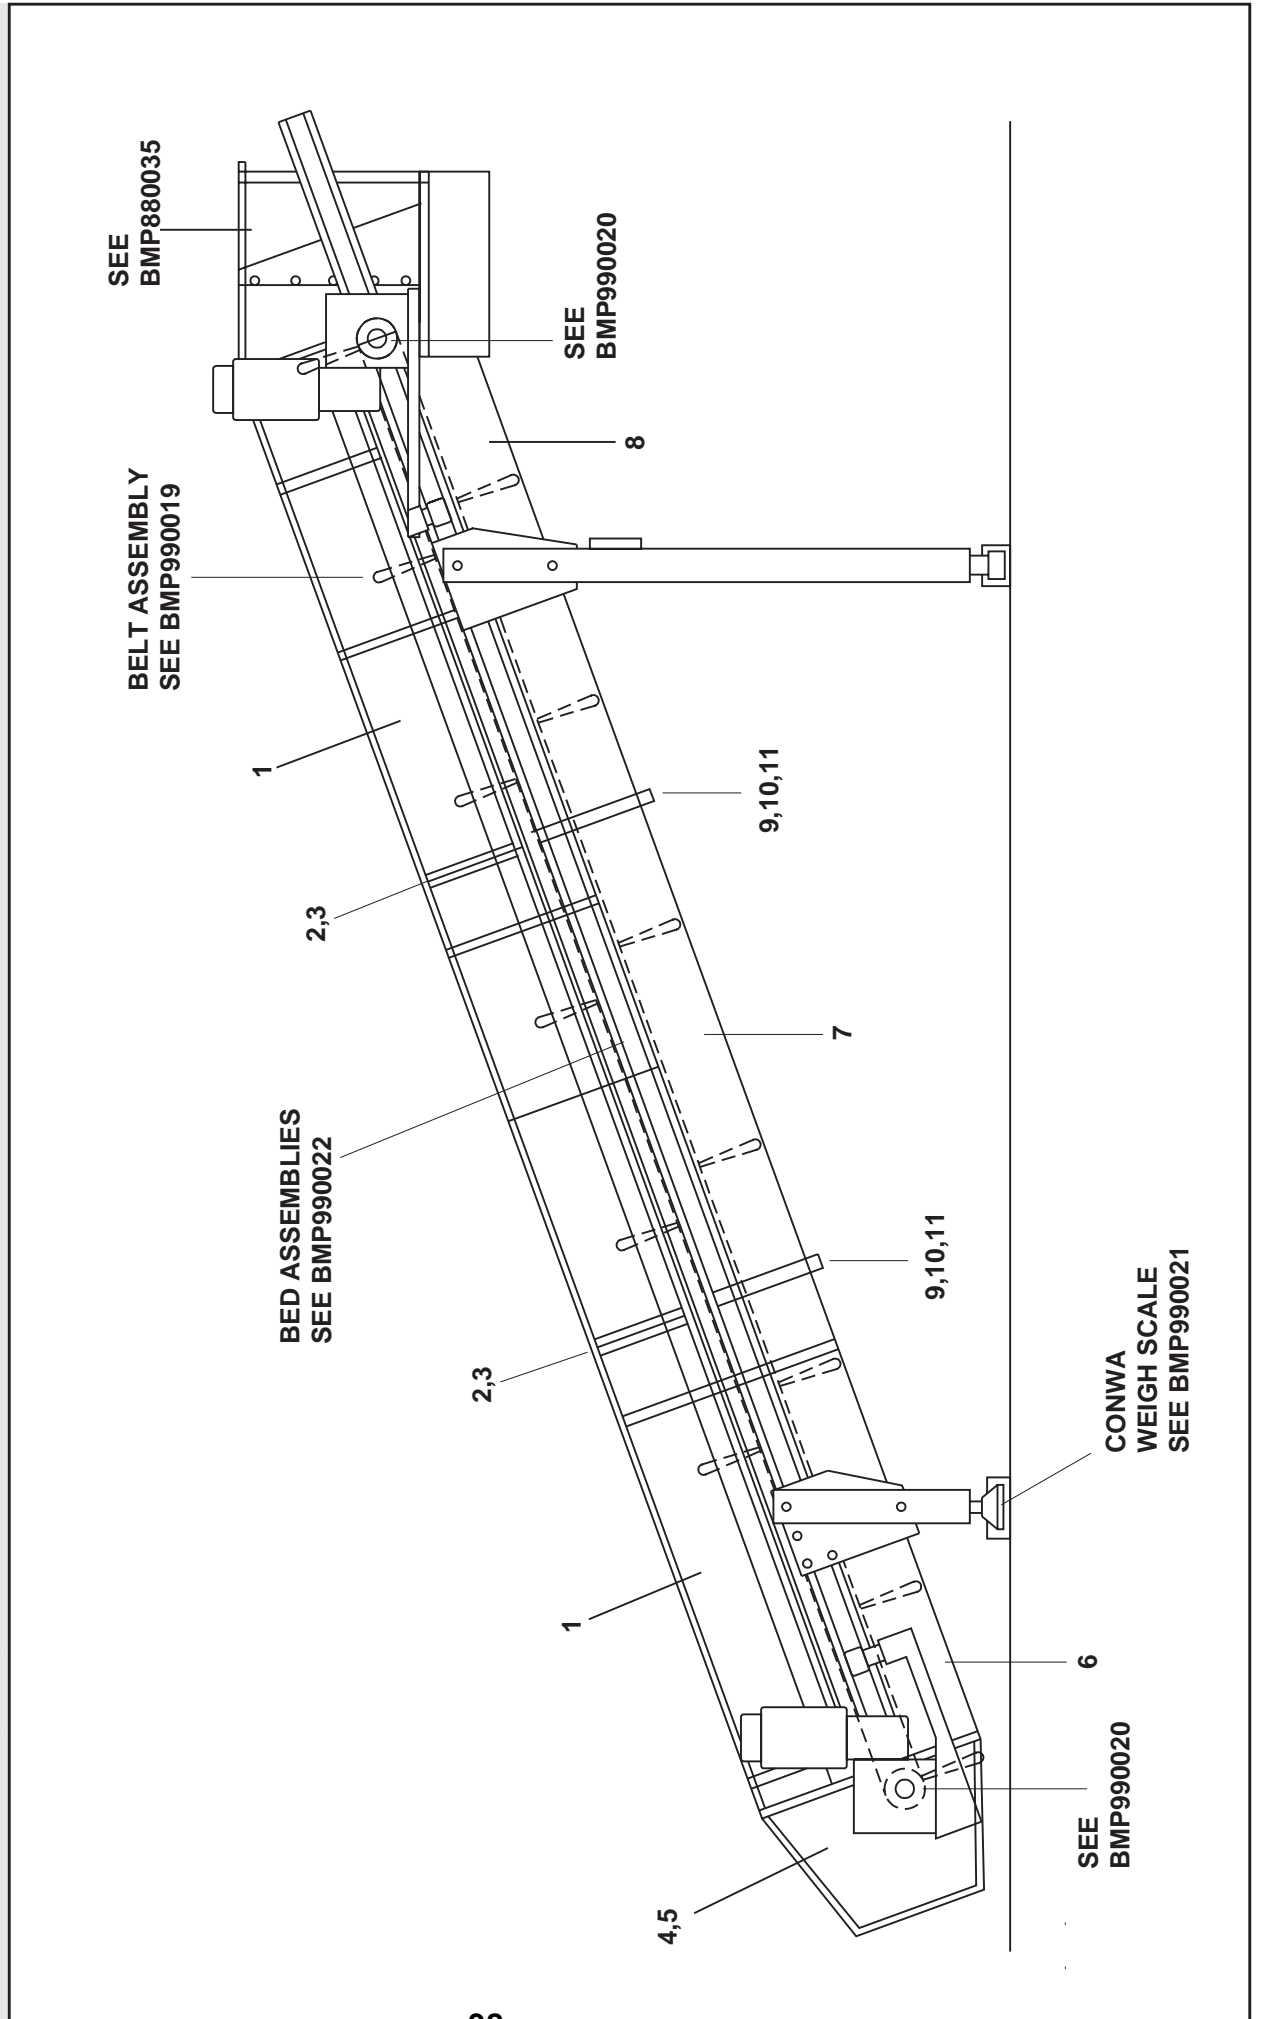 SEE
BMP880035
SEE
BMP990020
8
BELT ASSEMBLY
SEE BMP990019
1
9,10,11
2,3
7
BED ASSEMBLIES
SEE BMP990022
9,10,11
2,3
CONWA
WEIGH SCALE
SEE BMP990021
1
6
SEE
BMP990020
4,5